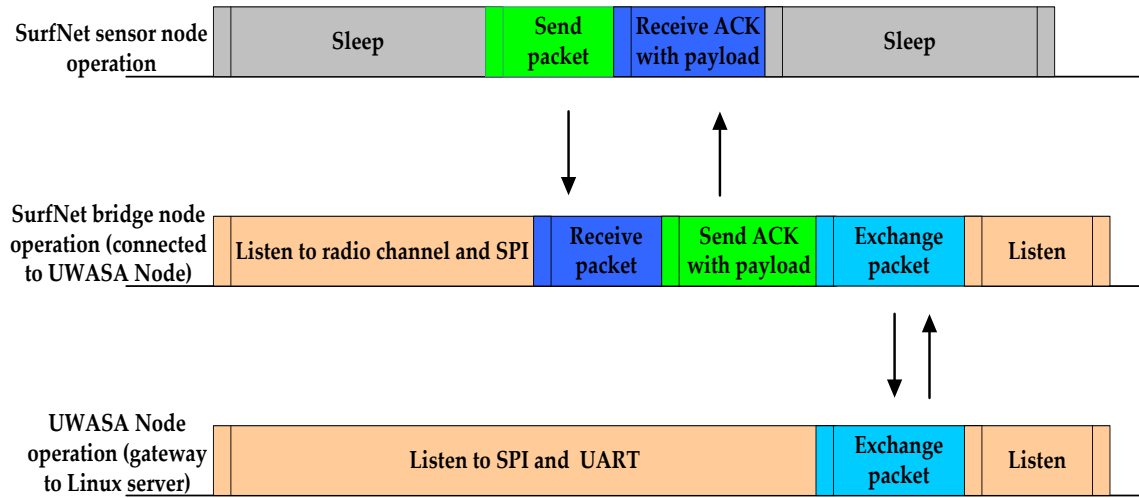 SurfNet sensor node
operation
Sleep
Send
packet
Receive ACK
with payload
Sleep
SurfNet bridge node
operation (connected
to UWASA Node)
Listen to radio channel and SPI
Receive
packet
Send ACK
with payload
Exchange
packet
Listen
UWASA Node
operation (gateway
to Linux server)
Listen to SPI and UART
Exchange
packet
Listen